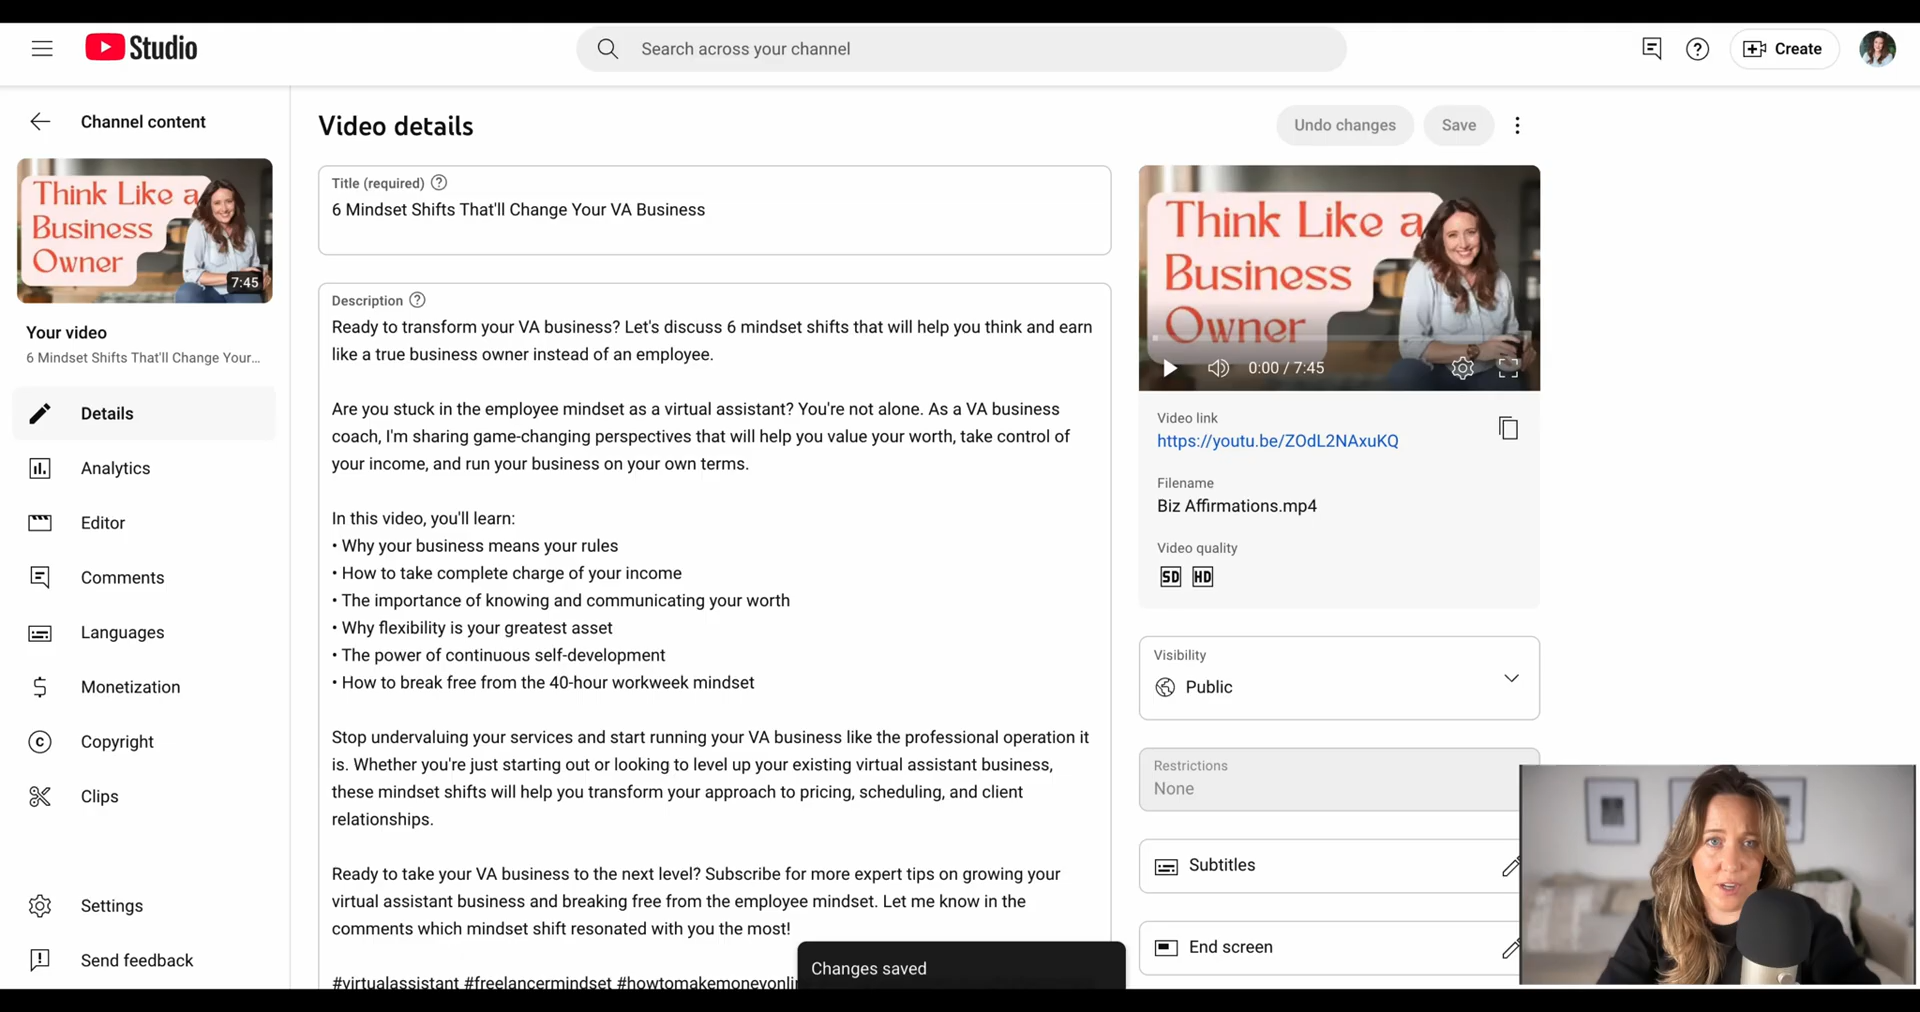 Studio
Search across your channel
Create
Channel content
Think Like a
Business
Owner
7:45
Your video
6 Mindset Shifts That'll Change Your...
Details
Analytics
Editor
Comments
Languages
Monetization
Copyright
Clips
Settings
Send feedback
Video details
Undo changes
Save
Title (required)
6 Mindset Shifts That'll Change Your VA Business
Description
Ready to transform your VA business? Let's discuss 6 mindset shifts that will help you think and earn
like a true business owner instead of an employee.
Are you stuck in the employee mindset as a virtual assistant? You're not alone. As a VA business
coach, I'm sharing game-changing perspectives that will help you value your worth, take control of
your income, and run your business on your own terms.
In this video, you'll learn:
• Why your business means your rules
• How to take complete charge of your income
• The importance of knowing and communicating your worth
• Why flexibility is your greatest asset
• The power of continuous self-development
• How to break free from the 40-hour workweek mindset
Stop undervaluing your services and start running your VA business like the professional operation it
is. Whether you're just starting out or looking to level up your existing virtual assistant business,
these mindset shifts will help you transform your approach to pricing, scheduling, and client
relationships.
Ready to take your VA business to the next level? Subscribe for more expert tips on growing your
virtual assistant business and breaking free from the employee mindset. Let me know in the
comments which mindset shift resonated with you the most!
#virtualassistant #freelancermindset #howtomakemoneyonli
Changes saved
Think Like a
Business
Owner
0:00 / 7:45
Video link
https://youtu.be/ZOdL2NAxuKQ
Filename
Biz Affirmations.mp4
Video quality
SD HD
Visibility
Public
Restrictions
None
Subtitles
End screen